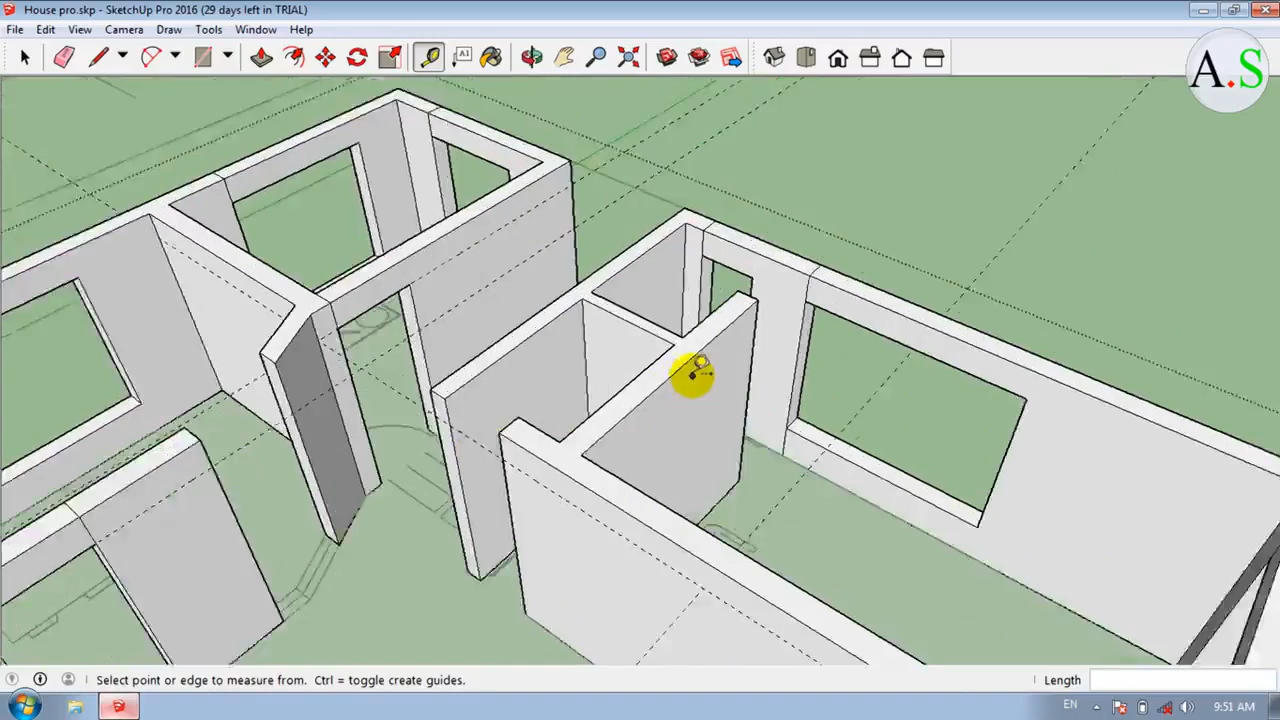 House pro.skp - SketchUp Pro 2016 (29 days left in TRIAL)
File Edit View Camera Draw Tools Window Help
A1
A.S
Select point or edge to measure from. Ctrl = toggle create guides.
Length
EN
9:51 AM